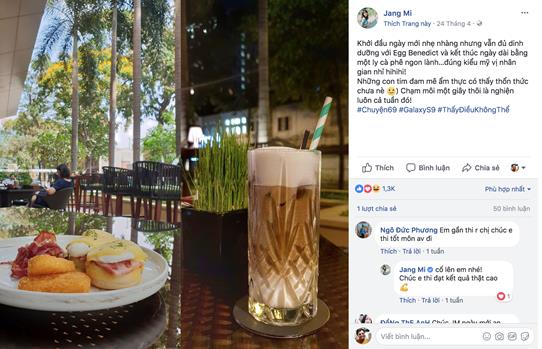 Jang Mi
Thích Trang này · 24 Tháng 4 ·
Khởi đầu ngày mới nhẹ nhàng nhưng vẫn đủ dinh
dưỡng với Egg Benedict và kết thúc ngày dài bằng
một ly cà phê ngon lành...đúng kiểu mỹ vị nhân
gian nhỉ hihihi!
Những con tim đam mê ẩm thực có thấy thổn thức
chưa nè 😉) Chạm môi một giây thôi là nghiện
luôn cả tuần đó!
#Chuyện69 #GalaxyS9 #ThấyĐiềuKhôngThể
Thích Bình luận Chia sẻ
1,3K Phù hợp nhất
1 lượt chia sẻ 50 bình luận
Ngô Đức Phương Em gần thi r chị chúc e
thi tốt môn av đi
Thích · Trả lời · 1 tuần
Jang Mi cố lên em nhé!
Chúc e thi đạt kết quả thật cao
💪
1
Thích · Trả lời · 1 tuần
Viết bình luận...